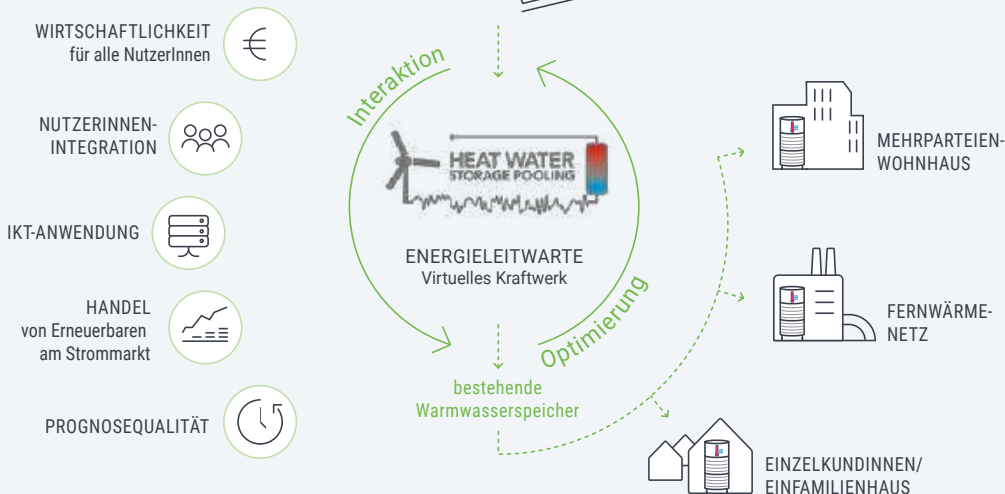 WIRTSCHAFTLICHKEIT
für alle NutzerInnen
NUTZERINNEN-
INTEGRATION
IKT-ANWENDUNG
HANDEL
von Erneuerbaren
am Strommarkt
PROGNOSEQUALITÄT
Interaktion
HEAT WATER
STORAGE POOLING
ENERGIELEITWARTE
Virtuelles Kraftwerk
Optimierung
bestehende
Warmwasserspeicher
MEHRPARTEIEN-
WOHNHAUS
FERNWÄRME-
NETZ
EINZELKUNDINNEN/
EINFAMILIENHAUS